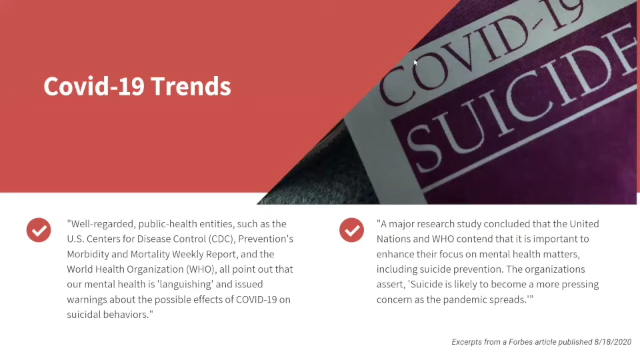 COVID-19
SUICIDE
Covid-19 Trends
"Well-regarded, public-health entities, such as the
U.S. Centers for Disease Control (CDC), Prevention's
Morbidity and Mortality Weekly Report, and the
World Health Organization (WHO), all point out that
our mental health is 'languishing' and issued
warnings about the possible effects of COVID-19 on
suicidal behaviors."
"A major research study concluded that the United
Nations and WHO contend that it is important to
enhance their focus on mental health matters,
including suicide prevention. The organizations
assert, 'Suicide is likely to become a more pressing
concern as the pandemic spreads.'"
Excerpts from a Forbes article published 8/18/2020